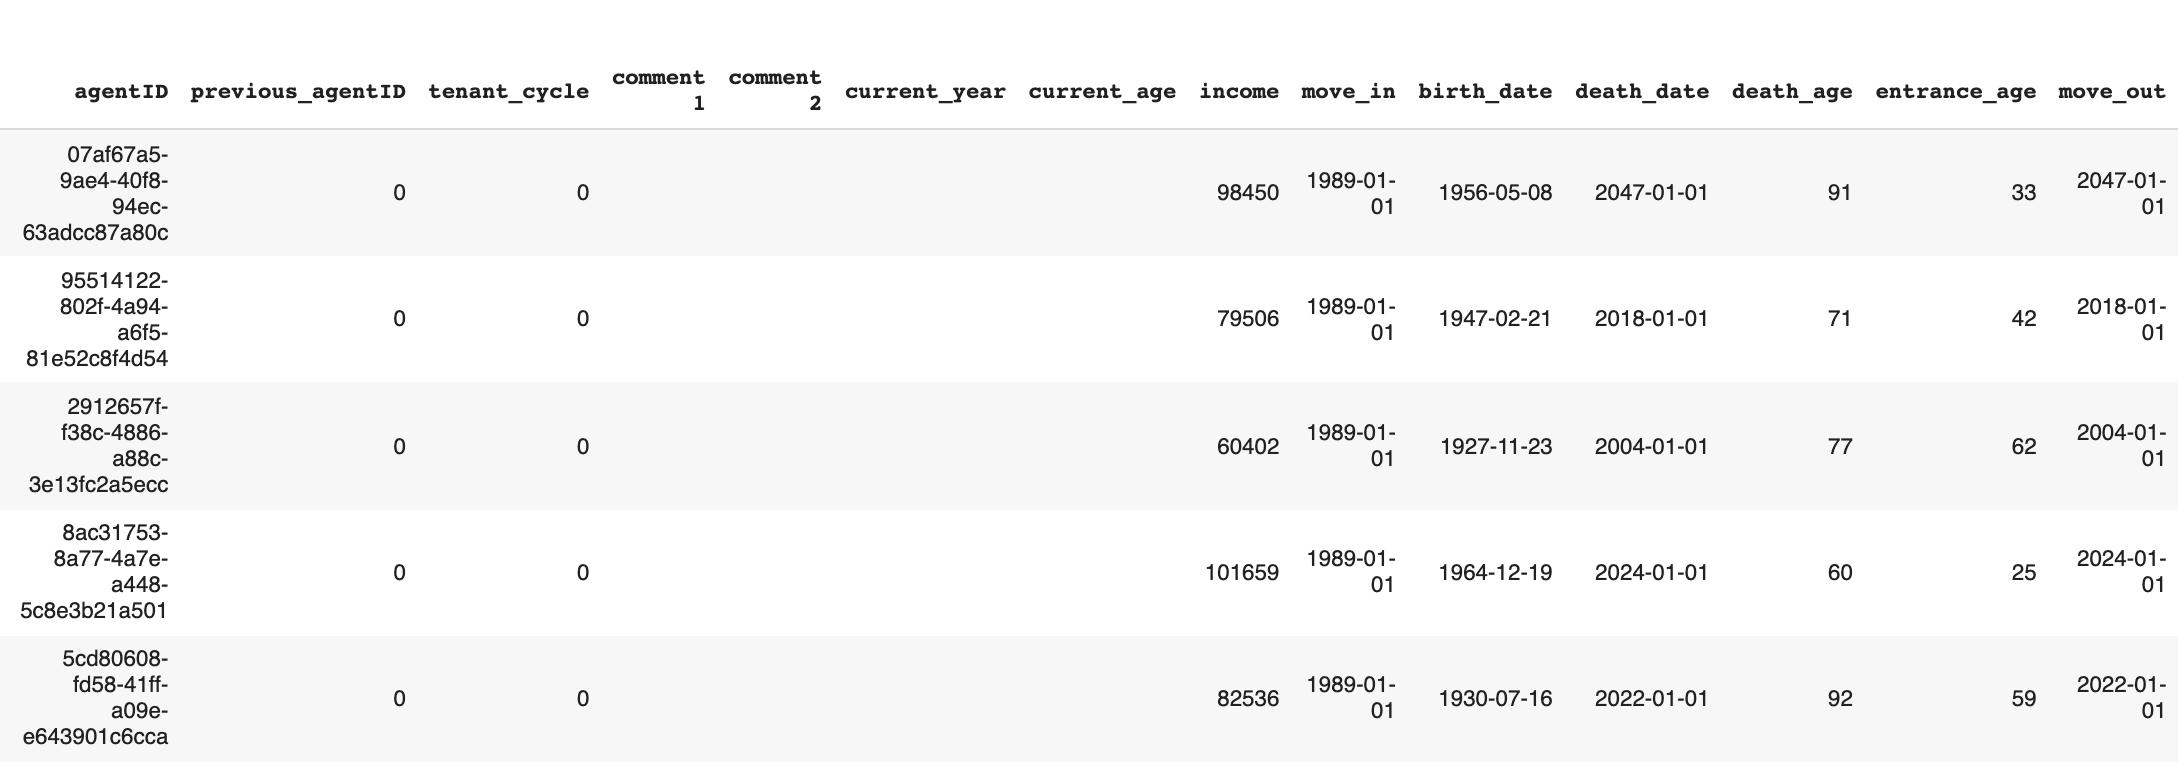 agentID previous_agentID tenant_cycle comment 1 comment 2 current_year current_age income move_in birth_date death_date death_age entrance_age move_out
07af67a5-
9ae4-40f8-
94ec-
63adcc87a80c
0 0 98450 1989-01-01 1956-05-08 2047-01-01 91 33 2047-01-01
95514122-
802f-4a94-
a6f5-
81e52c8f4d54
0 0 79506 1989-01-01 1947-02-21 2018-01-01 71 42 2018-01-01
2912657f-
f38c-4886-
a88c-
3e13fc2a5ecc
0 0 60402 1989-01-01 1927-11-23 2004-01-01 77 62 2004-01-01
8ac31753-
8a77-4a7e-
a448-
5c8e3b21a501
0 0 101659 1989-01-01 1964-12-19 2024-01-01 60 25 2024-01-01
5cd80608-
fd58-41ff-
a09e-
e643901c6cca
0 0 82536 1989-01-01 1930-07-16 2022-01-01 92 59 2022-01-01